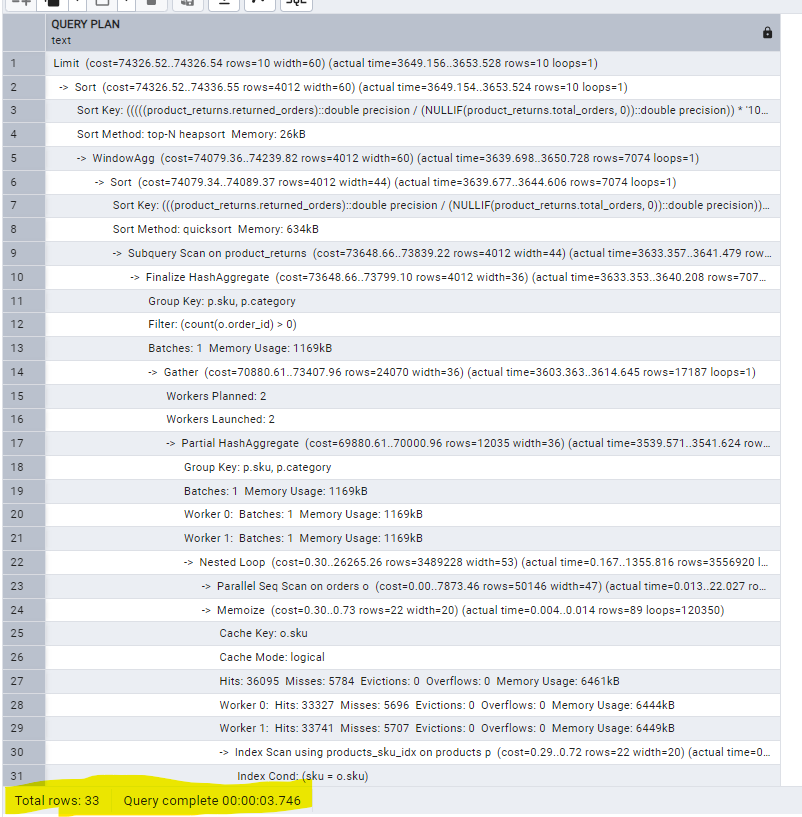 SQL
QUERY PLAN
text
1 Limit (cost=74326.52..74326.54 rows=10 width=60) (actual time=3649.156..3653.528 rows=10 loops=1)
2 -> Sort (cost=74326.52..74336.55 rows=4012 width=60) (actual time=3649.154..3653.524 rows=10 loops=1)
3 Sort Key: (((((product_returns.returned_orders)::double precision / (NULLIF(product_returns.total_orders, 0))::double precision)) * '10...
4 Sort Method: top-N heapsort Memory: 26kB
5 -> WindowAgg (cost=74079.36..74239.82 rows=4012 width=60) (actual time=3639.698..3650.728 rows=7074 loops=1)
6 -> Sort (cost=74079.34..74089.37 rows=4012 width=44) (actual time=3639.677..3644.606 rows=7074 loops=1)
7 Sort Key: (((product_returns.returned_orders)::double precision / (NULLIF(product_returns.total_orders, 0))::double precision))...
8 Sort Method: quicksort Memory: 634kB
9 -> Subquery Scan on product_returns (cost=73648.66..73839.22 rows=4012 width=44) (actual time=3633.357..3641.479 row...
10 -> Finalize HashAggregate (cost=73648.66..73799.10 rows=4012 width=36) (actual time=3633.353..3640.208 rows=707...
11 Group Key: p.sku, p.category
12 Filter: (count(o.order_id) > 0)
13 Batches: 1 Memory Usage: 1169kB
14 -> Gather (cost=70880.61..73407.96 rows=24070 width=36) (actual time=3603.363..3614.645 rows=17187 loops=1)
15 Workers Planned: 2
16 Workers Launched: 2
17 -> Partial HashAggregate (cost=69880.61..70000.96 rows=12035 width=36) (actual time=3539.571..3541.624 row...
18 Group Key: p.sku, p.category
19 Batches: 1 Memory Usage: 1169kB
20 Worker 0: Batches: 1 Memory Usage: 1169kB
21 Worker 1: Batches: 1 Memory Usage: 1169kB
22 -> Nested Loop (cost=0.30..26265.26 rows=3489228 width=53) (actual time=0.167..1355.816 rows=3556920 l...
23 -> Parallel Seq Scan on orders o (cost=0.00..7873.46 rows=50146 width=47) (actual time=0.013..22.027 ro...
24 -> Memoize (cost=0.30..0.73 rows=22 width=20) (actual time=0.004..0.014 rows=89 loops=120350)
25 Cache Key: o.sku
26 Cache Mode: logical
27 Hits: 36095 Misses: 5784 Evictions: 0 Overflows: 0 Memory Usage: 6461kB
28 Worker 0: Hits: 33327 Misses: 5696 Evictions: 0 Overflows: 0 Memory Usage: 6444kB
29 Worker 1: Hits: 33741 Misses: 5707 Evictions: 0 Overflows: 0 Memory Usage: 6449kB
30 -> Index Scan using products_sku_idx on products p (cost=0.29..0.72 rows=22 width=20) (actual time=0...
31 Index Cond: (sku = o.sku)
Total rows: 33 Query complete 00:00:03.746